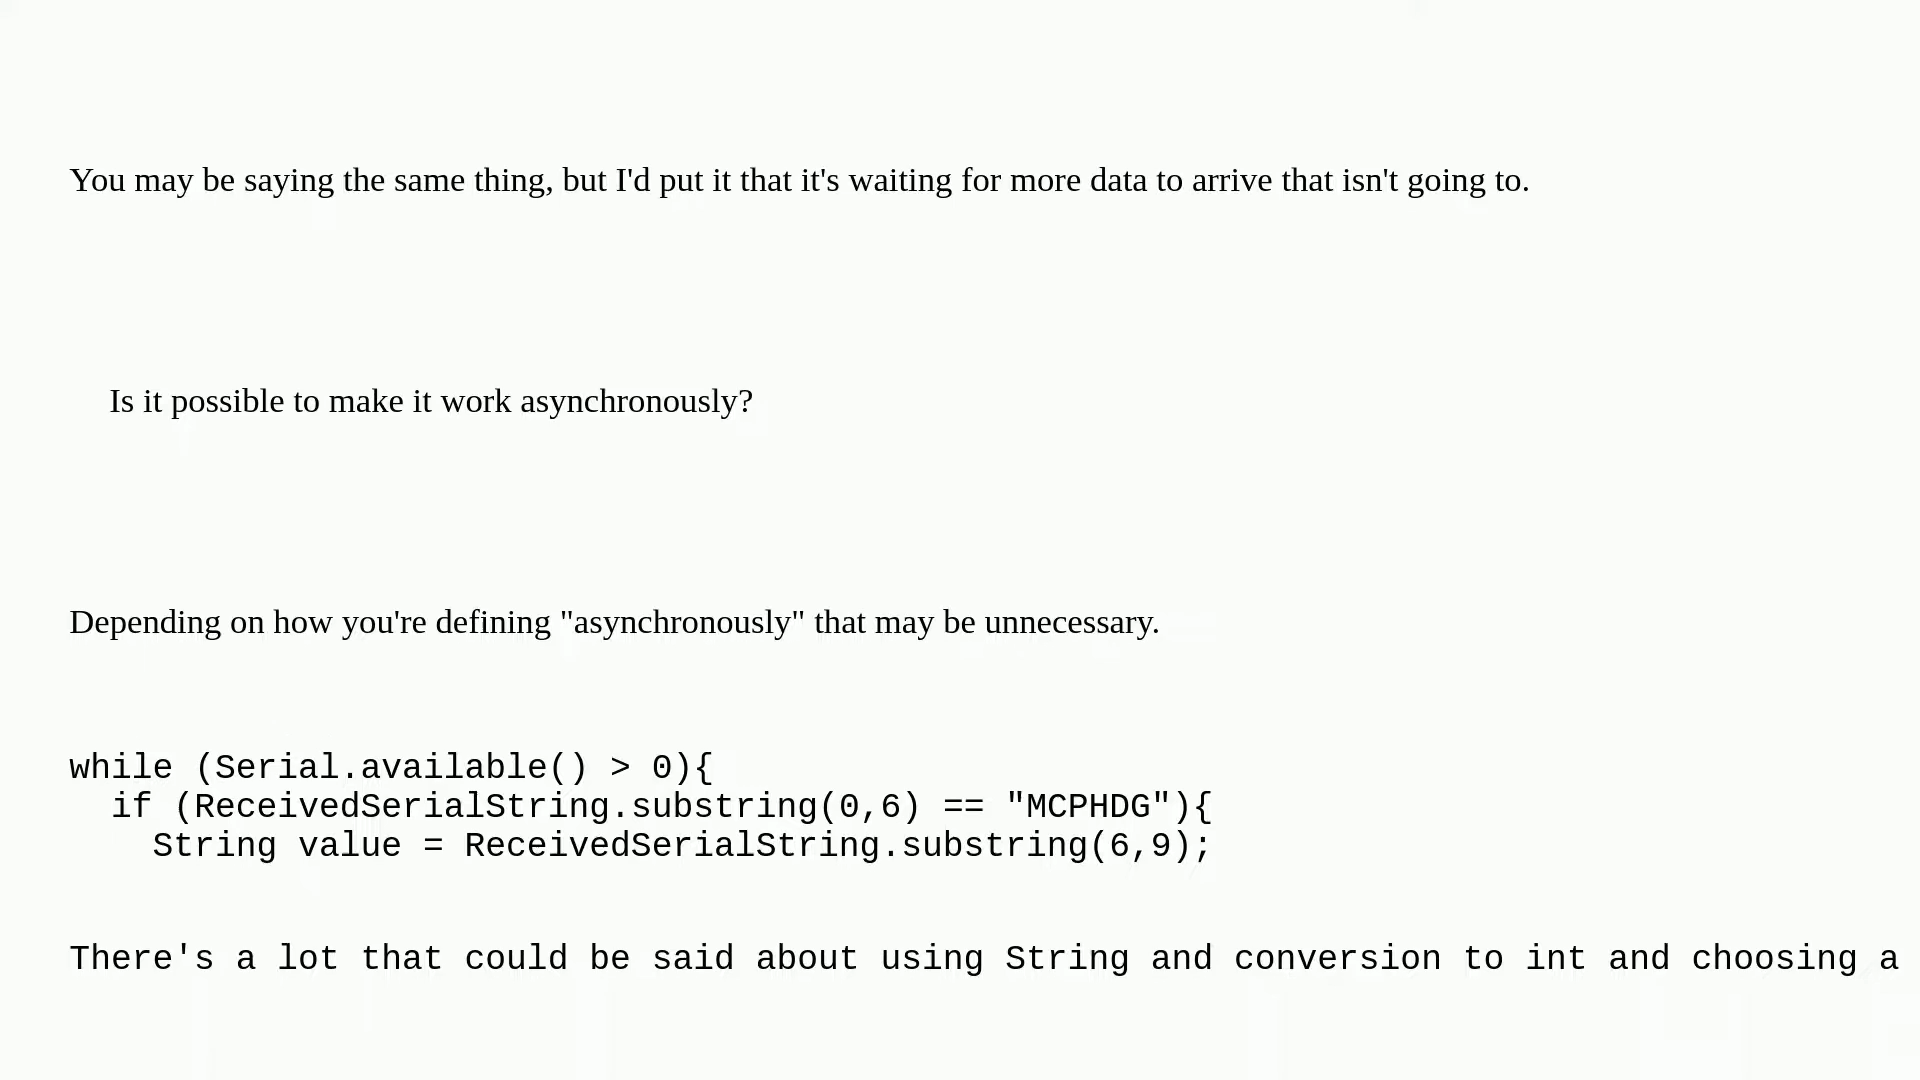 You may be saying the same thing, but I'd put it that it's waiting for more data to arrive that isn't going to.
Is it possible to make it work asynchronously?
Depending on how you're defining "asynchronously" that may be unnecessary.
while (Serial.available() > 0){
  if (ReceivedSerialString.substring(0,6) == "MCPHDG"){
    String value = ReceivedSerialString.substring(6,9);
There's a lot that could be said about using String and conversion to int and choosing a